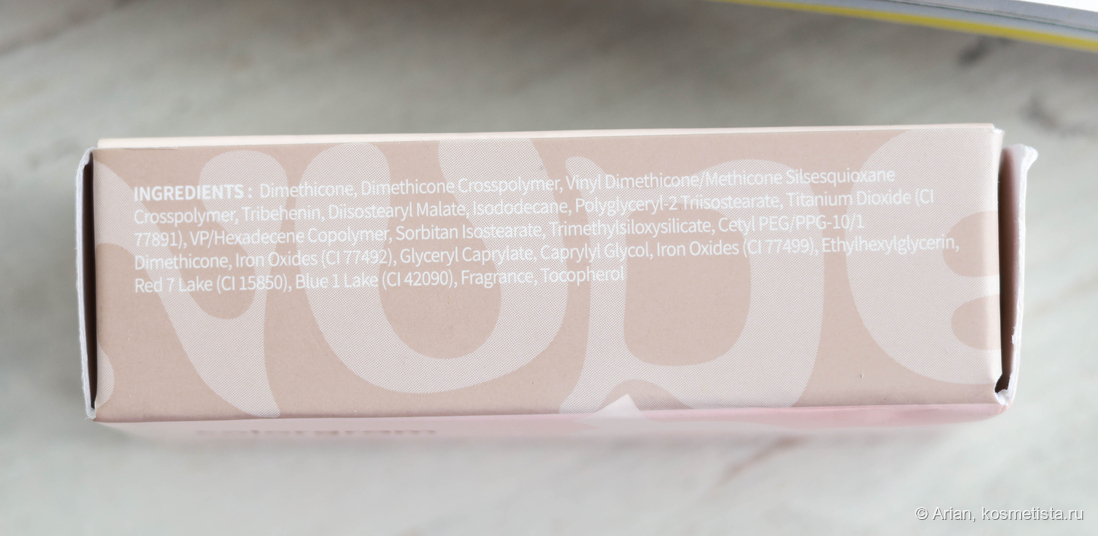 INGREDIENTS : Dimethicone, Dimethicone Crosspolymer, Vinyl Dimethicone/Methicone Silsesquioxane
Crosspolymer, Tribehenin, Diisostearyl Malate, Isododecane, Polyglyceryl-2 Triisostearate, Titanium Dioxide (CI
77891), VP/Hexadecene Copolymer, Sorbitan Isostearate, Trimethylsiloxysilicate, Cetyl PEG/PPG-10/1
Dimethicone, Iron Oxides (CI 77492), Glyceryl Caprylate, Caprylyl Glycol, Iron Oxides (CI 77499), Ethylhexylglycerin,
Red 7 Lake (CI 15850), Blue 1 Lake (CI 42090), Fragrance, Tocopherol
© Arian, kosmetista.ru